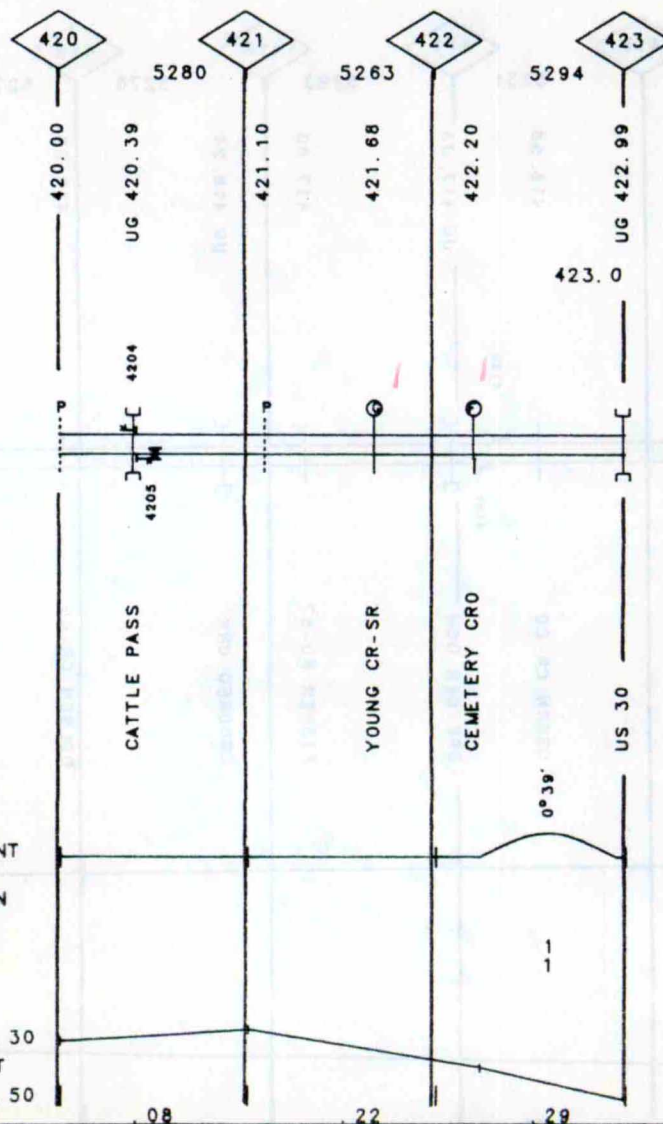 420
421
422
423
5280
5263
5294
420.00
UG 420.39
421.10
421.68
422.20
UG 422.99
423.0
P
4204
P
4205
CATTLE PASS
YOUNG CR-SR
CEMETERY CRO
US 30
0°39'
NT
N
1
1
30
T
50
08
22
29